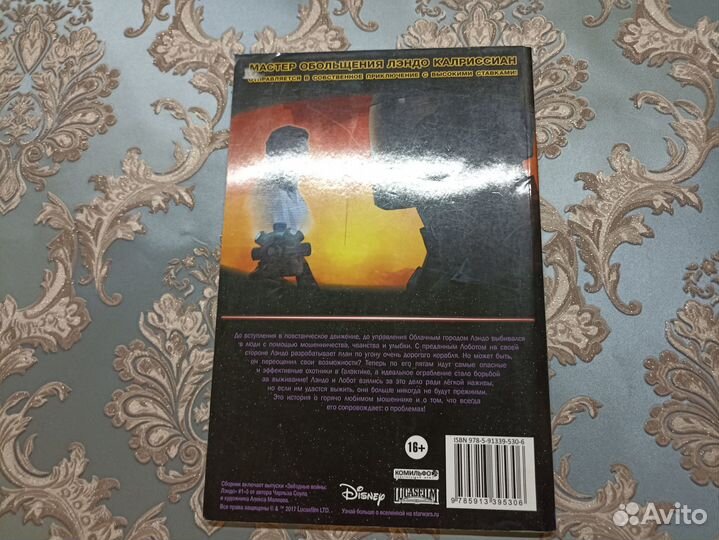 МАСТЕР ОБОЛЬЩЕНИЯ ЛЭНДО КАЛРИССИАН
ОТПРАВЛЯЕТСЯ В СОБСТВЕННОЕ ПРИКЛЮЧЕНИЕ С ВЫСОКИМИ СТАВКАМИ!
До вступления в повстанческое движение, до управления Облачным городом Лэндо выбивался
в люди с помощью мошенничества, чванства и улыбки. С преданным Лоботом на своей
стороне Лэндо разрабатывает план по угону очень дорогого корабля. Но может быть,
он переоценил свои возможности? Теперь по его пятам идут самые опасные
и эффективные охотники в Галактике, а идеальное ограбление стало борьбой
за выживание! Лэндо и Лобот взялись за это дело ради лёгкой наживы,
но если им удастся выжить, они больше никогда не будут прежними.
Это история о горячо любимом мошеннике и о том, что всегда
его сопровождает: о проблемах!
16+
ISBN 978-5-91339-530-6
9 785913 395306
Сборник включает выпуски «Звёздные войны:
Лэндо» #1–5 от автора Чарльза Соула
и художника Алекса Малеева.
Все права защищены © & ™ 2017 Lucasfilm LTD.
DISNEY
КОМИЛЬФО
LUCASFILM
Узнай больше о вселенной на starwars.ru
Avito